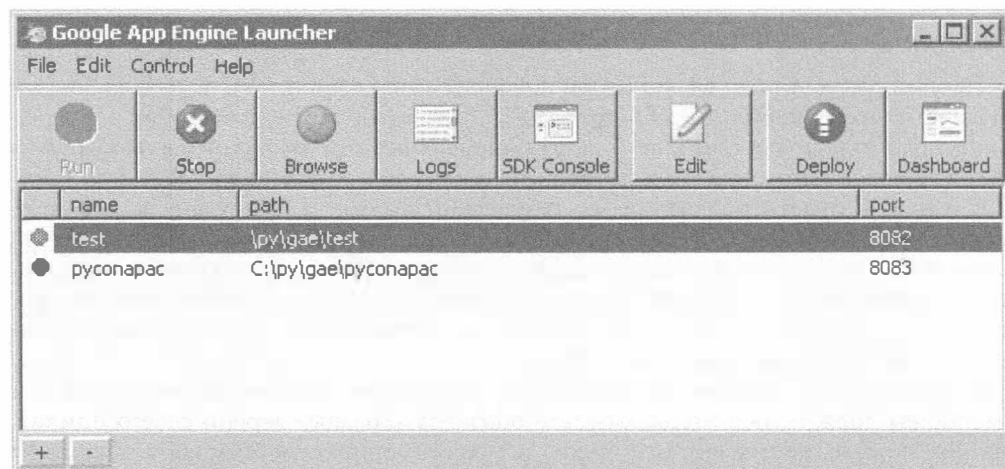 Google App Engine Launcher
File Edit Control Help
Run Stop Browse Logs SDK Console Edit Deploy Dashboard
name path port
test \py\gae\test 8082
pyconapac C:\py\gae\pyconapac 8083
+ -